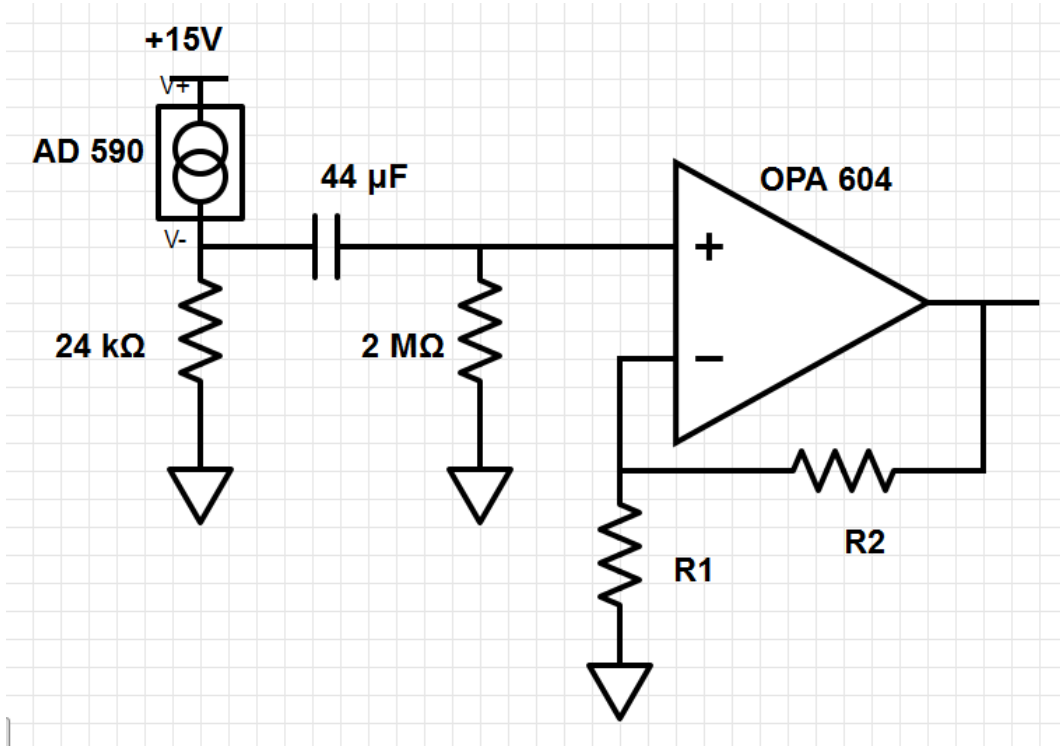 +15V
V+
AD 590
44 µF
OPA 604
V-
+
24 kΩ
2 MΩ
−
R2
R1